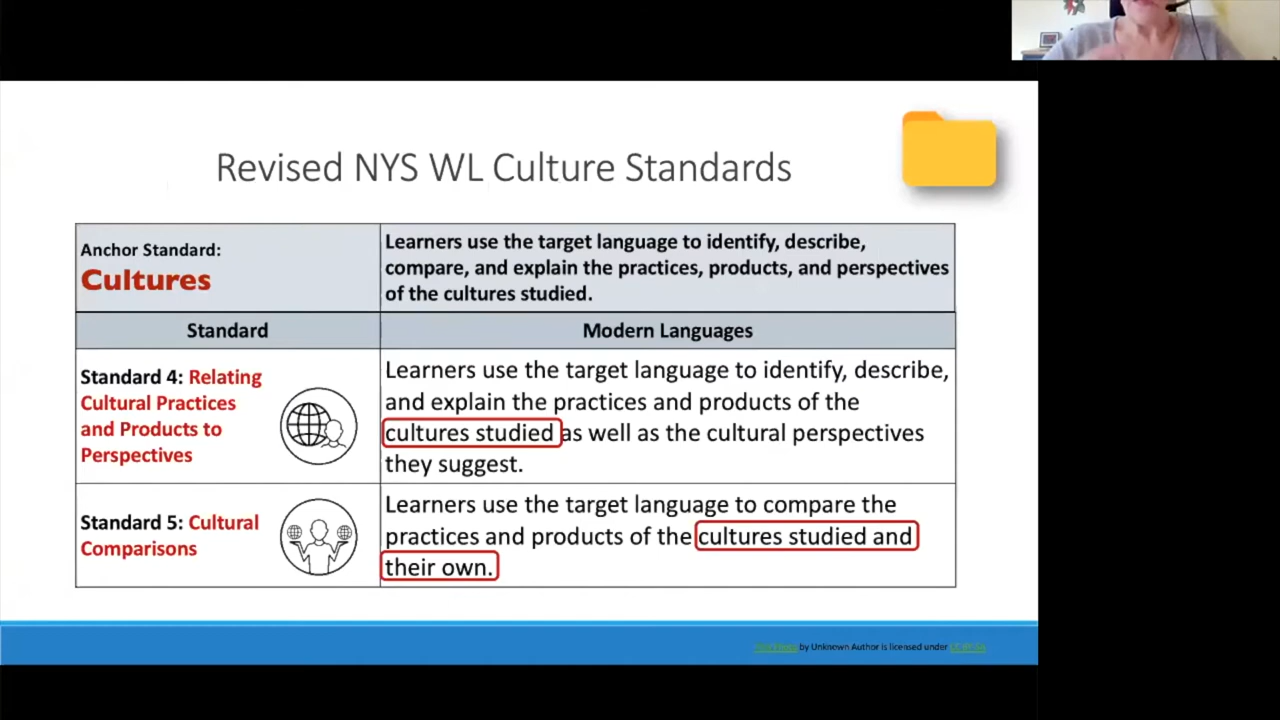 Revised NYS WL Culture Standards
Anchor Standard:
Cultures
Learners use the target language to identify, describe,
compare, and explain the practices, products, and perspectives
of the cultures studied.
Standard
Modern Languages
Standard 4: Relating
Cultural Practices
and Products to
Perspectives
Learners use the target language to identify, describe,
and explain the practices and products of the
cultures studied as well as the cultural perspectives
they suggest.
Standard 5: Cultural
Comparisons
Learners use the target language to compare the
practices and products of the cultures studied and
their own.
by Unknown Author is licensed under